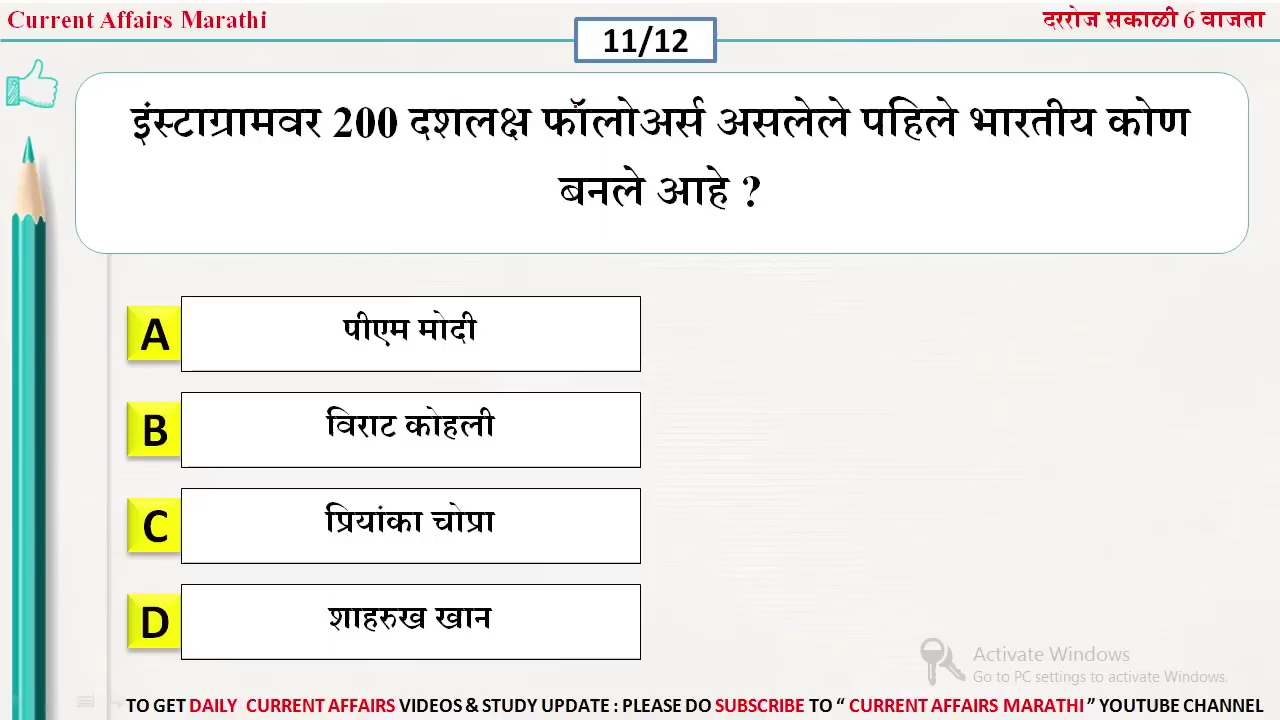 Current Affairs Marathi
दररोज सकाळी 6 वाजता
11/12
इंस्टाग्रामवर 200 दशलक्ष फॉलोअर्स असलेले पहिले भारतीय कोण
बनले आहे ?
A पीएम मोदी
B विराट कोहली
C प्रियांका चोप्रा
D शाहरुख खान
Activate Windows
Go to PC settings to activate Windows.
TO GET DAILY CURRENT AFFAIRS VIDEOS & STUDY UPDATE : PLEASE DO SUBSCRIBE TO “ CURRENT AFFAIRS MARATHI ” YOUTUBE CHANNEL